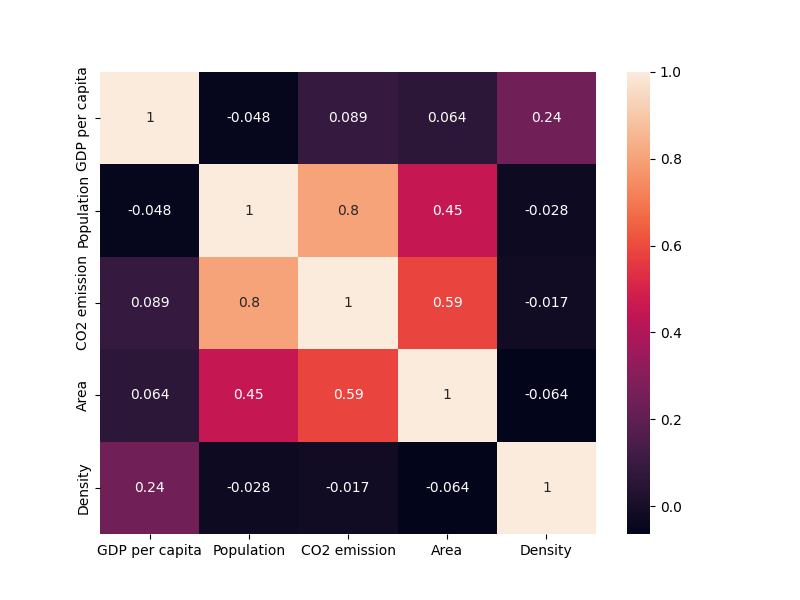 GDP per capita 1 -0.048 0.089 0.064 0.24
Population -0.048 1 0.8 0.45 -0.028
CO2 emission 0.089 0.8 1 0.59 -0.017
Area 0.064 0.45 0.59 1 -0.064
Density 0.24 -0.028 -0.017 -0.064 1
GDP per capita Population CO2 emission Area Density
1.0
0.8
0.6
0.4
0.2
0.0